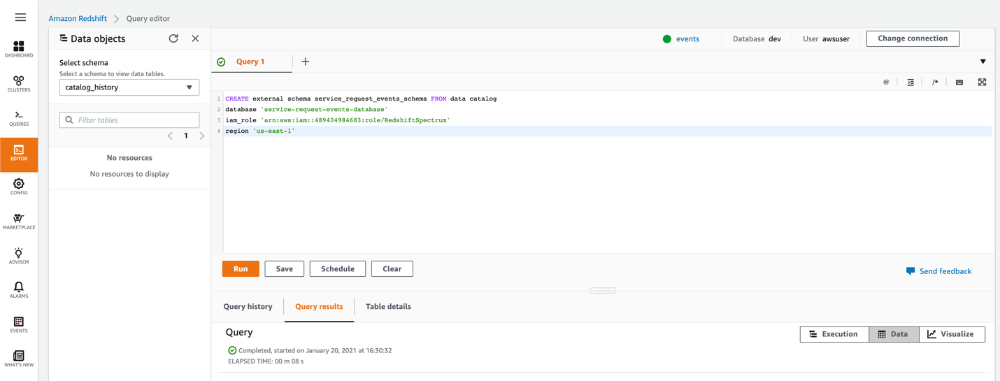 Amazon Redshift > Query editor
DASHBOARD
CLUSTERS
QUERIES
EDITOR
CONFIG
MARKETPLACE
ADVISOR
ALARMS
EVENTS
WHAT'S NEW
Data objects
Select schema
Select a schema to view data tables.
catalog_history
Filter tables
1
No resources
No resources to display
events
Database dev
User awsuser
Change connection
Query 1
@
/*
1 CREATE external schema service_request_events_schema FROM data catalog
2 database 'service-request-events-database'
3 iam_role 'arn:aws:iam::489404984683:role/RedshiftSpectrum'
4 region 'us-east-1'
Run Save Schedule Clear
Send feedback
Query history Query results Table details
Query
Execution Data Visualize
Completed, started on January 20, 2021 at 16:30:32
ELAPSED TIME: 00 m 08 s